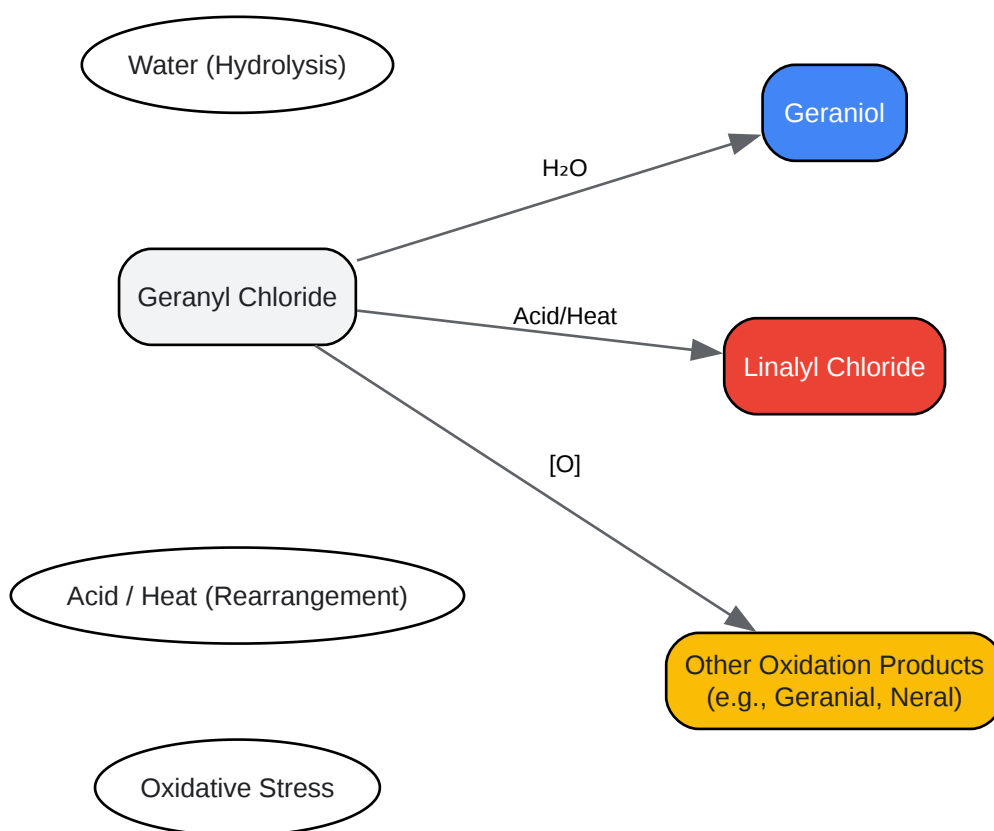 Water (Hydrolysis)
Geraniol
H₂O
Geranyl Chloride
Acid/Heat
Linalyl Chloride
[O]
Acid / Heat (Rearrangement)
Other Oxidation Products
(e.g., Geranial, Neral)
Oxidative Stress